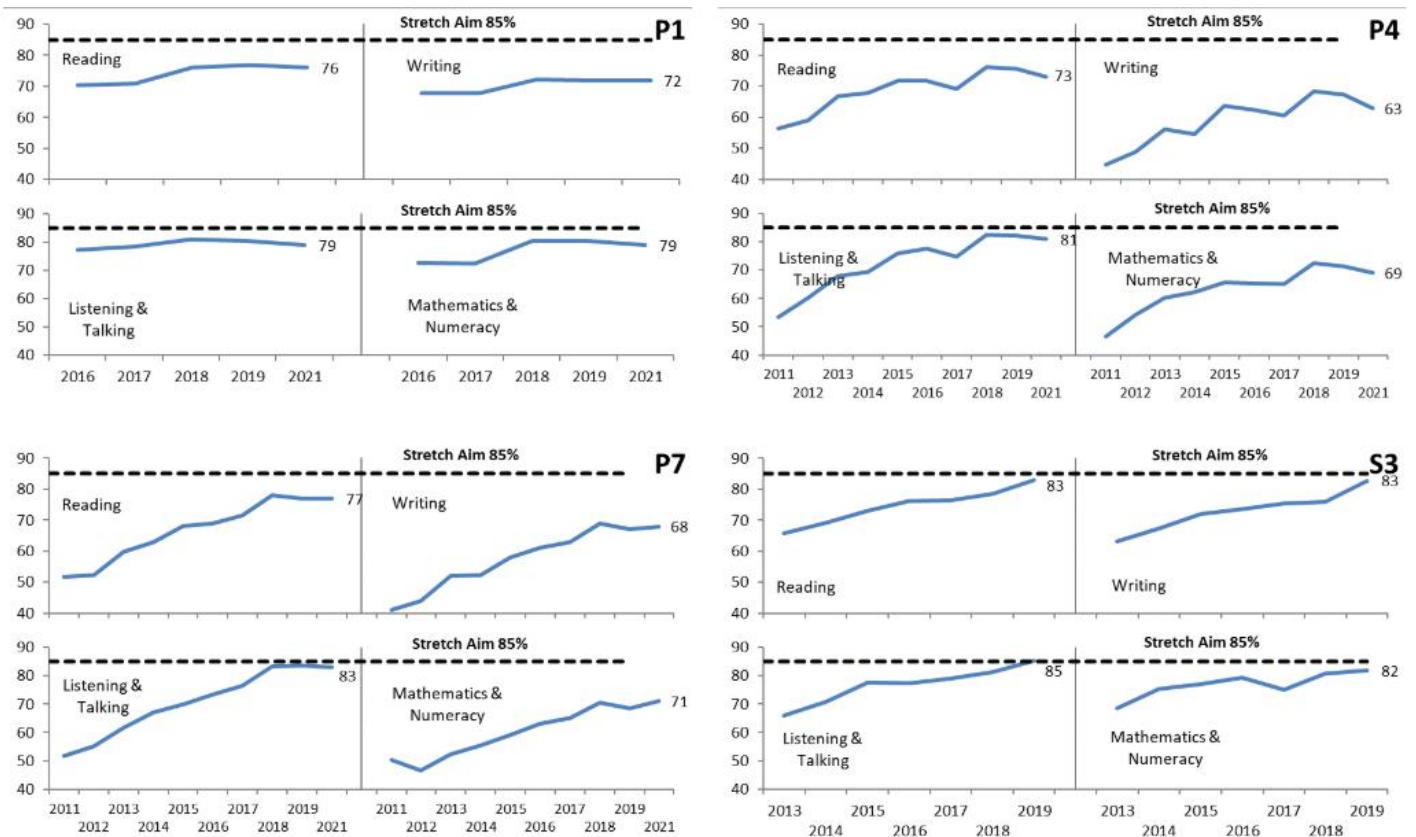 Stretch Aim 85%
P1
90
80
70
60
50
40
Reading
76
Writing
72
Stretch Aim 85%
90
80
70
60
50
40
79
79
Listening &
Talking
Mathematics &
Numeracy
2016 2017 2018 2019 2021 2016 2017 2018 2019 2021
Stretch Aim 85%
P4
90
80
70
60
50
40
Reading
73
Writing
63
Stretch Aim 85%
90
80
70
60
50
40
Listening &
Talking
81
Mathematics &
Numeracy
69
2011 2013 2015 2017 2019 2011 2013 2015 2017 2019
2012 2014 2016 2018 2021 2012 2014 2016 2018 2021
Stretch Aim 85%
P7
90
80
70
60
50
40
Reading
77
Writing
68
Stretch Aim 85%
90
80
70
60
50
40
Listening &
Talking
83
Mathematics &
Numeracy
71
2011 2013 2015 2017 2019 2011 2013 2015 2017 2019
2012 2014 2016 2018 2021 2012 2014 2016 2018 2021
Stretch Aim 85%
S3
90
80
70
60
50
40
83
83
Reading
Writing
Stretch Aim 85%
90
80
70
60
50
40
85
82
Listening &
Talking
Mathematics &
Numeracy
2013 2015 2017 2019 2013 2015 2017 2019
2014 2016 2018 2014 2016 2018